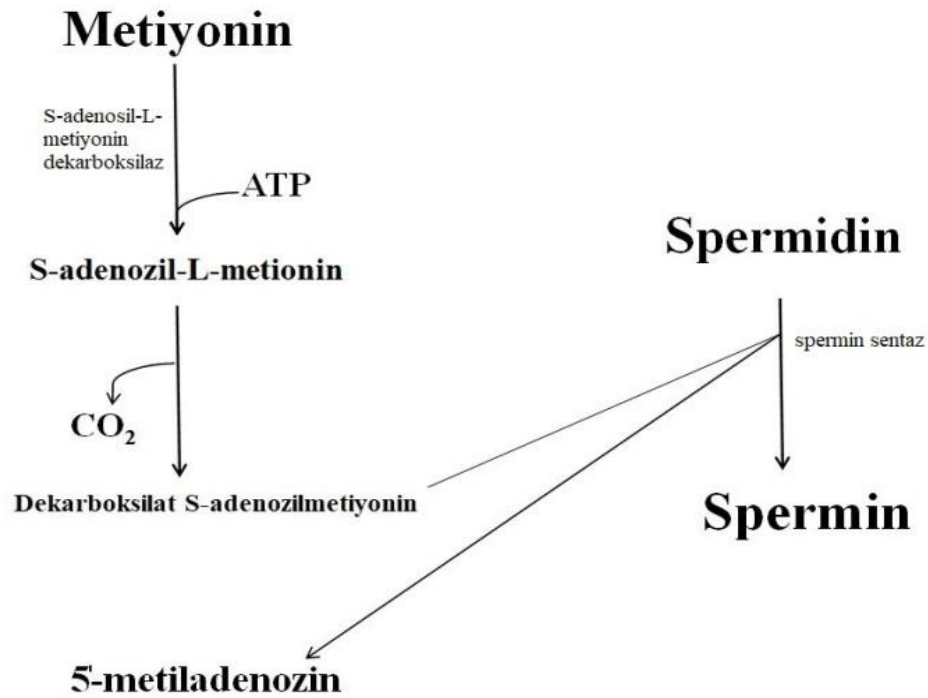 Metiyonin
S-adenosil-L-
metiyonin
dekarboksilaz
ATP
S-adenozil-L-metionin
CO₂
Dekarboksilat S-adenozilmetiyonin
5'-metiladenozin
Spermidin
spermin sentaz
Spermin